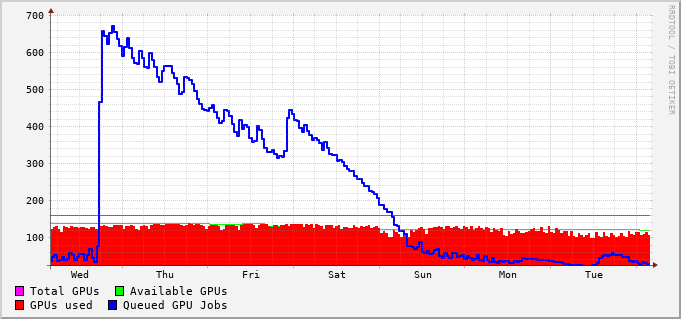 700
600
500
400
300
200
100
Wed Thu Fri Sat Sun Mon Tue
Total GPUs Available GPUs
GPUs used Queued GPU Jobs
RRDTOOL / TOBI OETIKER